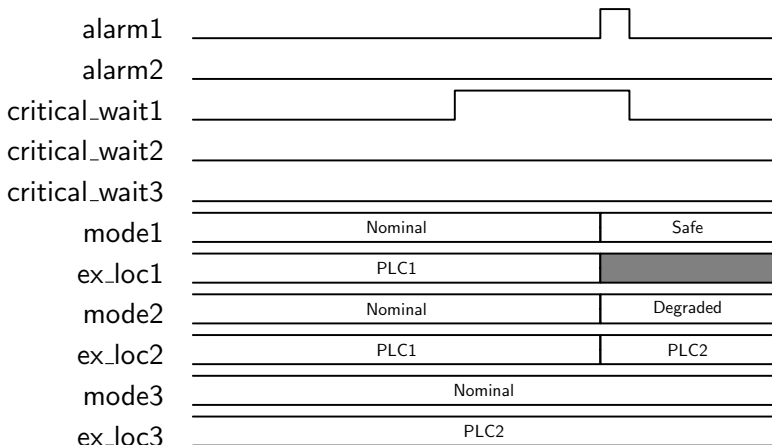 alarm1
alarm2
critical_wait1
critical_wait2
critical_wait3
mode1 Nominal Safe
ex_loc1 PLC1
mode2 Nominal Degraded
ex_loc2 PLC1 PLC2
mode3 Nominal
ex_loc3 PLC2